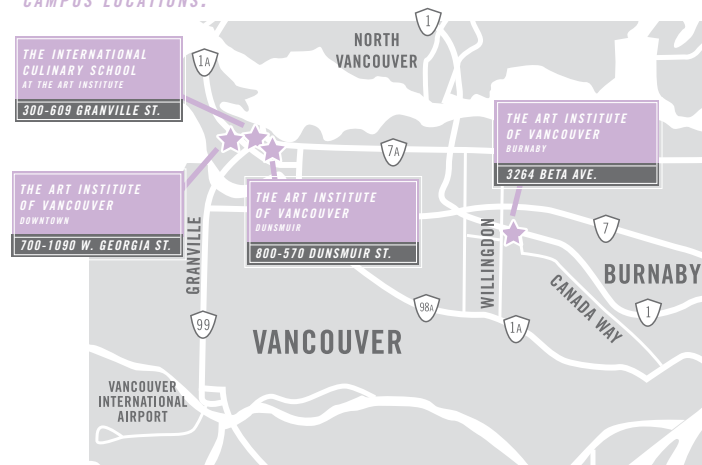 CAMPUS LOCATIONS:
1
NORTH
VANCOUVER
1A
THE INTERNATIONAL
CULINARY SCHOOL
AT THE ART INSTITUTE
300-609 GRANVILLE ST.
THE ART INSTITUTE
OF VANCOUVER
BURNABY
3264 BETA AVE.
7A
THE ART INSTITUTE
OF VANCOUVER
DOWNTOWN
700-1090 W. GEORGIA ST.
THE ART INSTITUTE
OF VANCOUVER
DUNSMUIR
800-570 DUNSMUIR ST.
GRANVILLE
WILLINGDON
7
BURNABY
CANADA WAY
1
98A
99
1A
VANCOUVER
VANCOUVER
INTERNATIONAL
AIRPORT